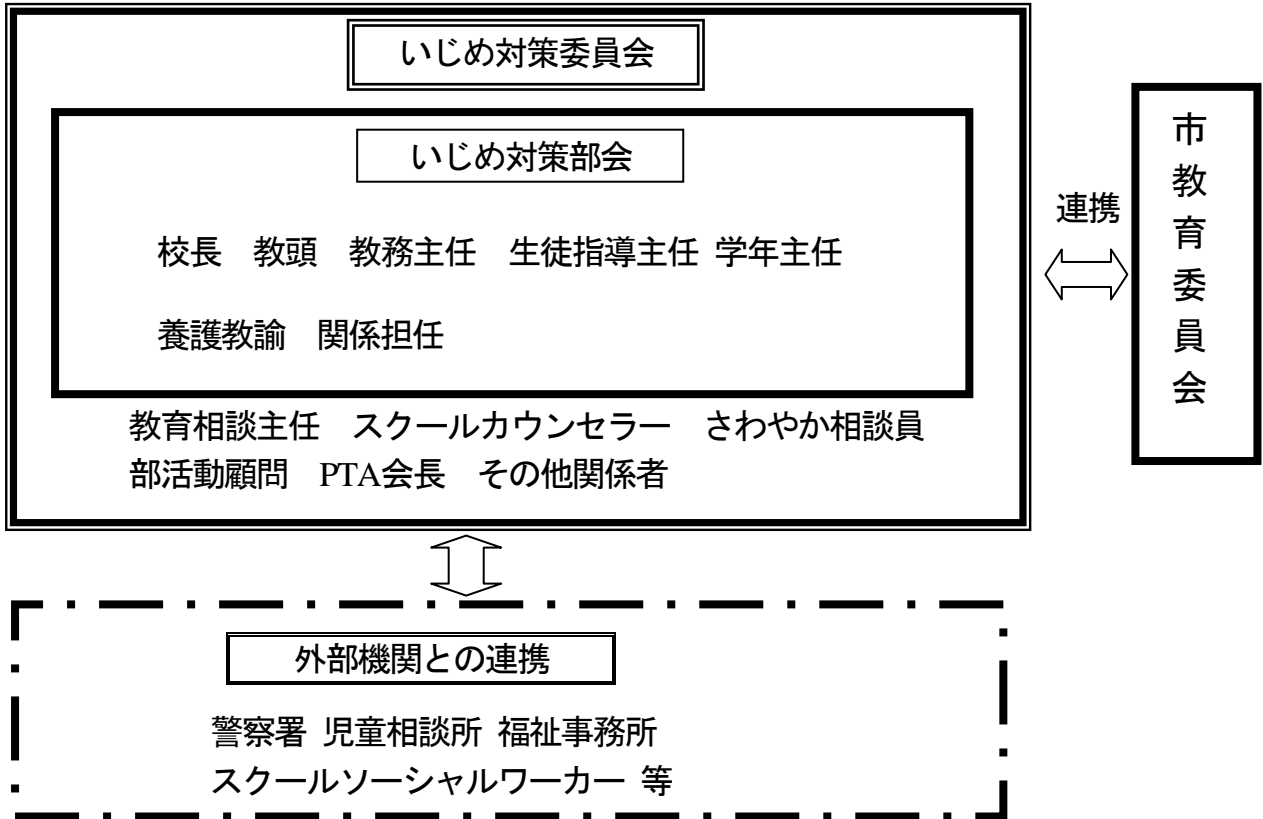 いじめ対策委員会
いじめ対策部会
校長　教頭　教務主任　生徒指導主任 学年主任
養護教諭　関係担任
教育相談主任　スクールカウンセラー　さわやか相談員
部活動顧問　PTA会長　その他関係者
連携
市教育委員会
外部機関との連携
警察署 児童相談所 福祉事務所
スクールソーシャルワーカー 等